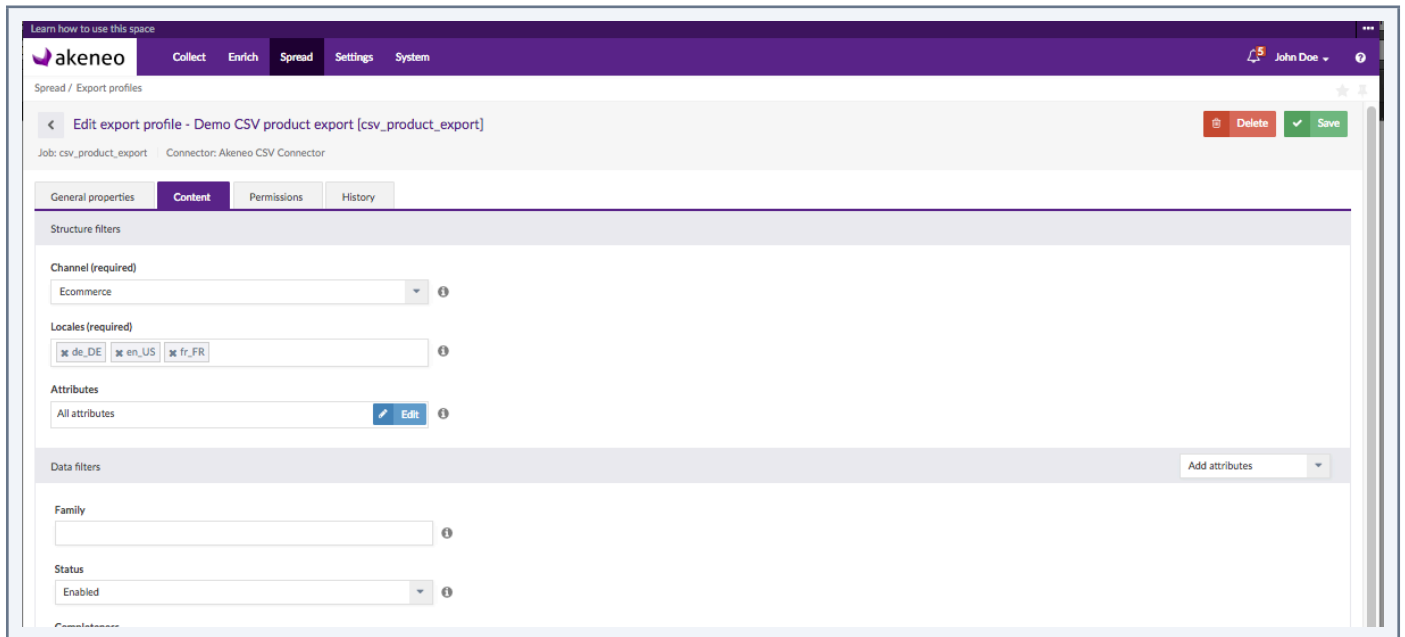 Learn how to use this space
akeneo Collect Enrich Spread Settings System 5 John Doe
Spread / Export profiles
Edit export profile - Demo CSV product export [csv_product_export] Delete Save
Job: csv_product_export Connector: Akeneo CSV Connector
General properties Content Permissions History
Structure filters
Channel (required)
Ecommerce
Locales (required)
de_DE en_US fr_FR
Attributes
All attributes Edit
Data filters Add attributes
Family
Status
Enabled
Completeness